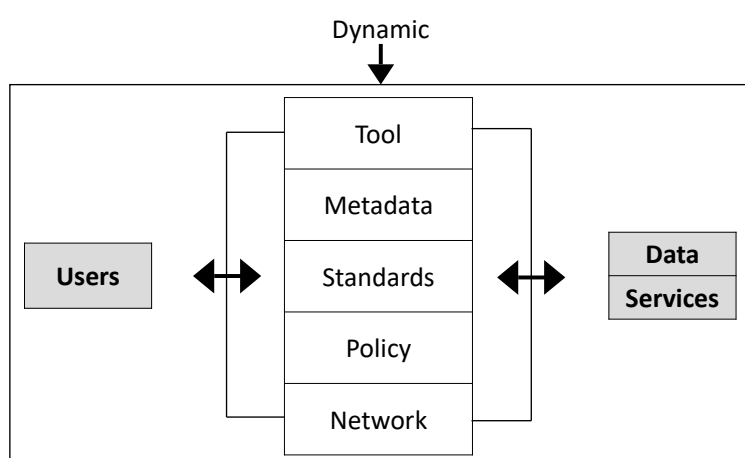 Dynamic
Tool
Metadata
Standards
Policy
Network
Users
Data
Services